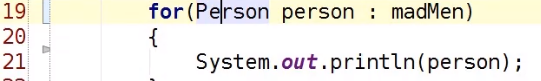 19 for(Person person : madMen)
20 {
21 System.out.println(person);